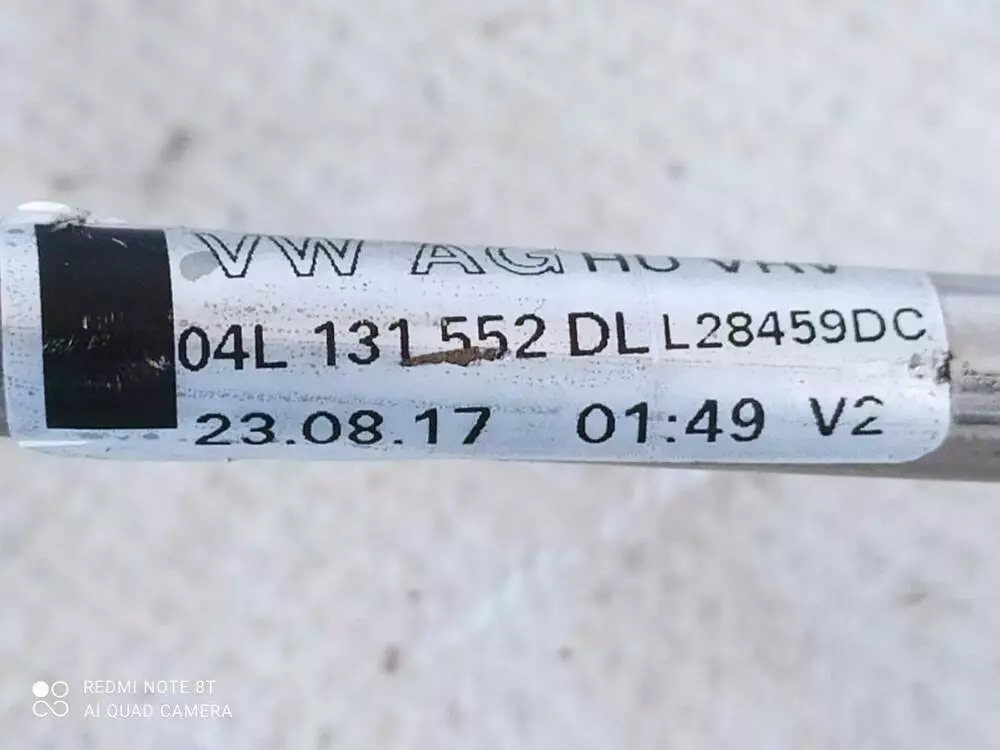 VW AG
04L 131 552 DL L28459DC
23.08.17 01:49 V2
REDMI NOTE 8T
AI QUAD CAMERA